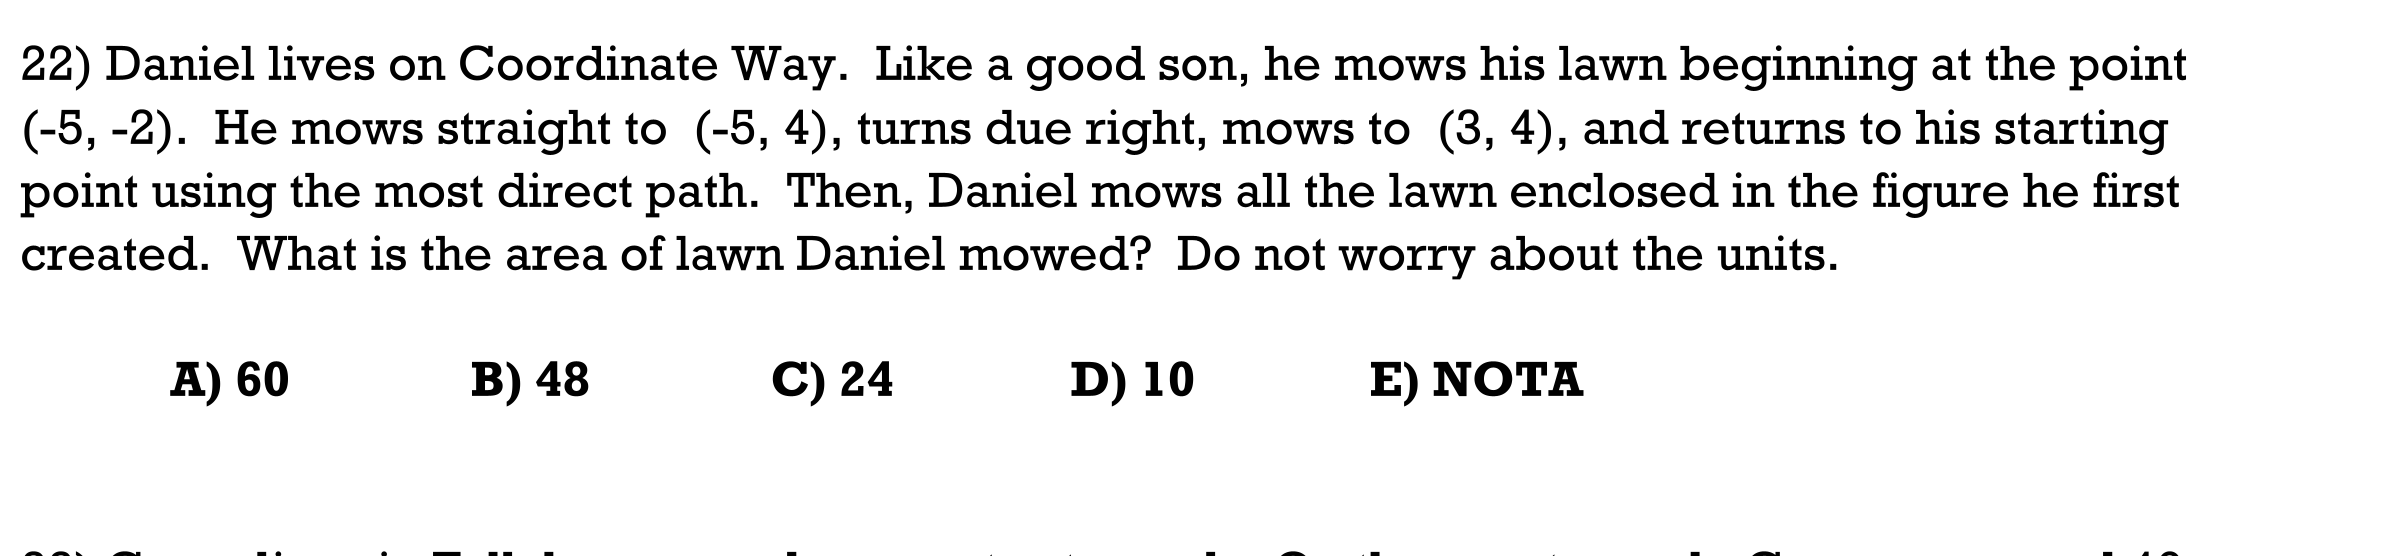 22) Daniel lives on Coordinate Way.  Like a good son, he mows his lawn beginning at the point
(-5, -2).  He mows straight to  (-5, 4), turns due right, mows to  (3, 4), and returns to his starting
point using the most direct path.  Then, Daniel mows all the lawn enclosed in the figure he first
created.  What is the area of lawn Daniel mowed?  Do not worry about the units.
A) 60 B) 48 C) 24 D) 10 E) NOTA